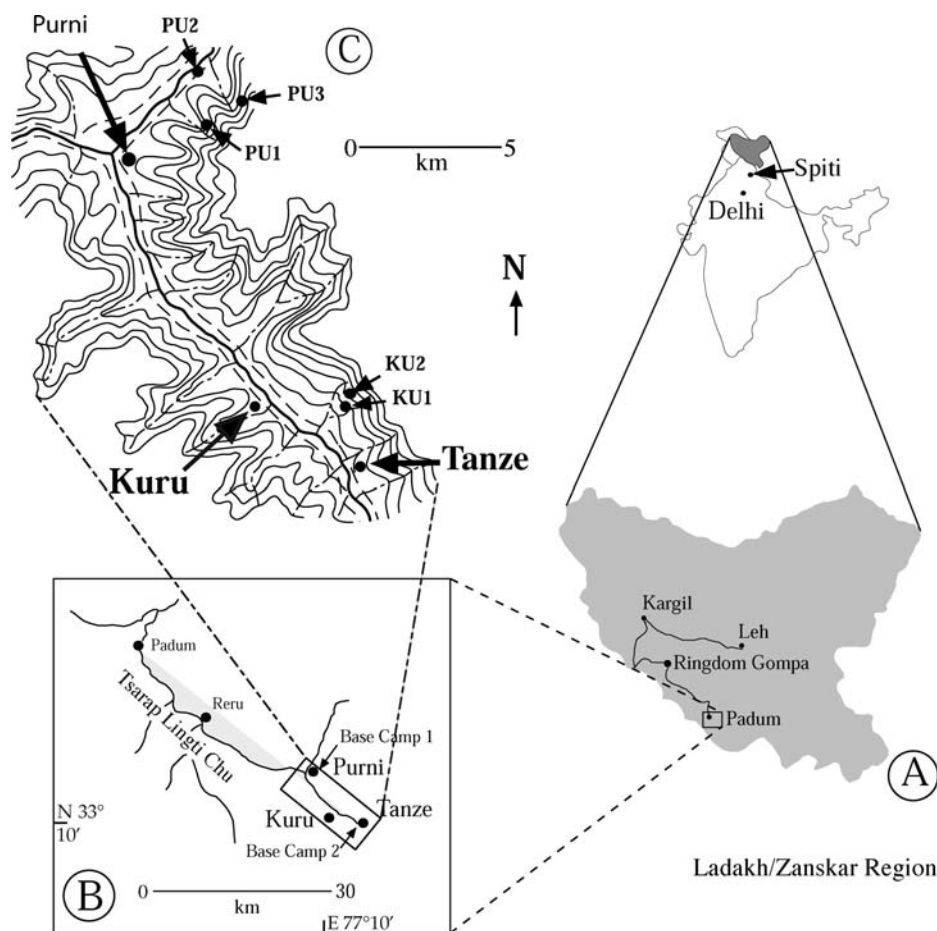 Purni
PU2
C
PU3
PU1
0 5
km
Spiti
Delhi
N
KU2
KU1
Kuru
Tanze
Kargil
Leh
Ringdom Gompa
Padum
A
Ladakh/Zanskar Region
Padum
Reru
Tsarap Lingti Chu
Base Camp 1
Purni
Kuru
Tanze
Base Camp 2
N 33°
10′
B
0 30
km
E 77°10′